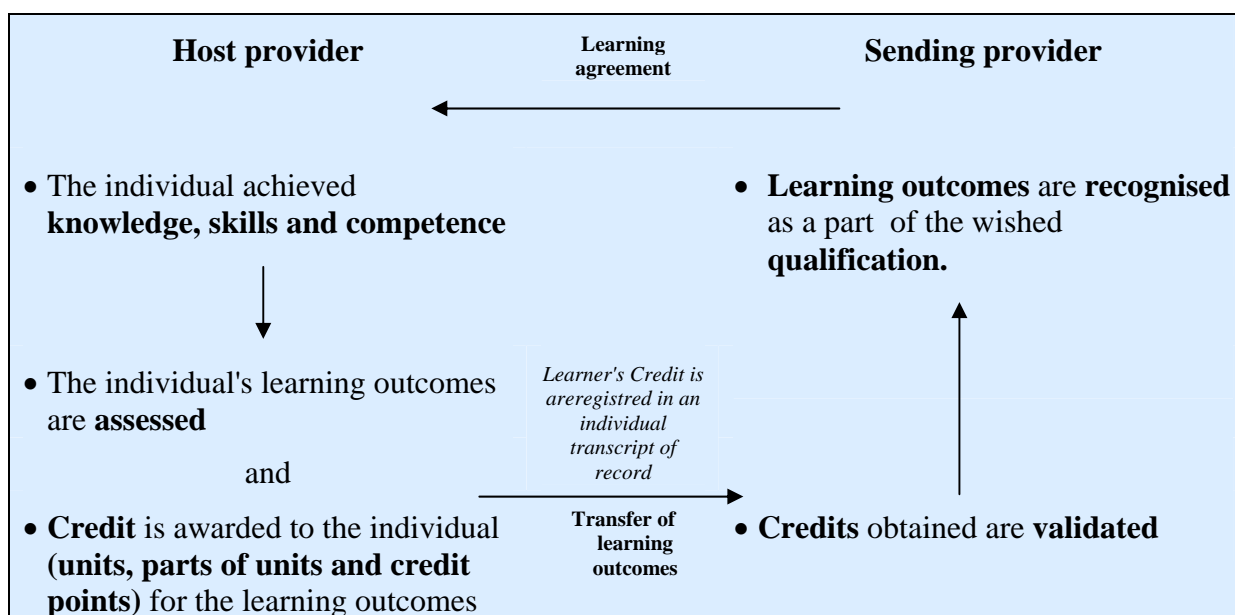 Host provider
Learning
agreement
Sending provider
• The individual achieved
knowledge, skills and competence
• Learning outcomes are recognised
as a part of the wished
qualification.
• The individual's learning outcomes
are assessed
and
Learner's Credit is
areregistred in an
individual
transcript of
record
• Credit is awarded to the individual
(units, parts of units and credit
points) for the learning outcomes
Transfer of
learning
outcomes
• Credits obtained are validated